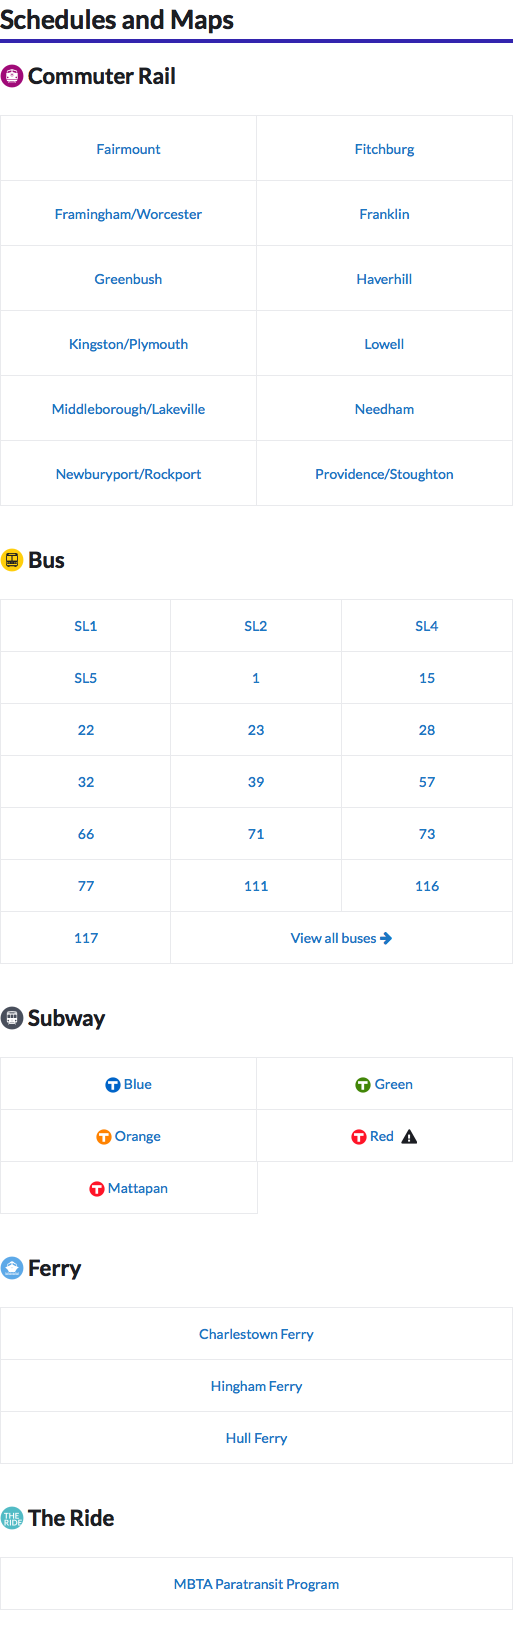 Schedules and Maps
Commuter Rail
Fairmount Fitchburg
Framingham/Worcester Franklin
Greenbush Haverhill
Kingston/Plymouth Lowell
Middleborough/Lakeville Needham
Newburyport/Rockport Providence/Stoughton
Bus
SL1 SL2 SL4
SL5 1 15
22 23 28
32 39 57
66 71 73
77 111 116
117 View all buses
Subway
T Blue T Green
T Orange T Red
T Mattapan
Ferry
Charlestown Ferry
Hingham Ferry
Hull Ferry
THE RIDE The Ride
MBTA Paratransit Program